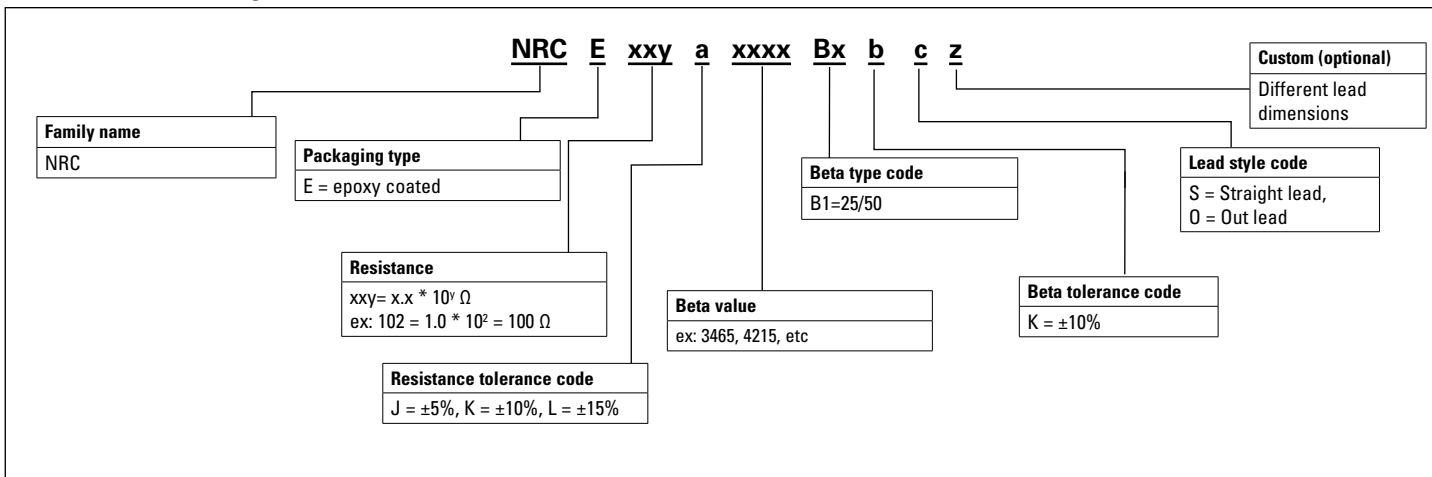 NRC E xxy a xxxx Bx b c z
Custom (optional)
Different lead
dimensions
Family name
NRC
Packaging type
E = epoxy coated
Beta type code
B1=25/50
Lead style code
S = Straight lead,
O = Out lead
Resistance
xxy= x.x * 10ʸ Ω
ex: 102 = 1.0 * 10² = 100 Ω
Beta value
ex: 3465, 4215, etc
Beta tolerance code
K = ±10%
Resistance tolerance code
J = ±5%, K = ±10%, L = ±15%